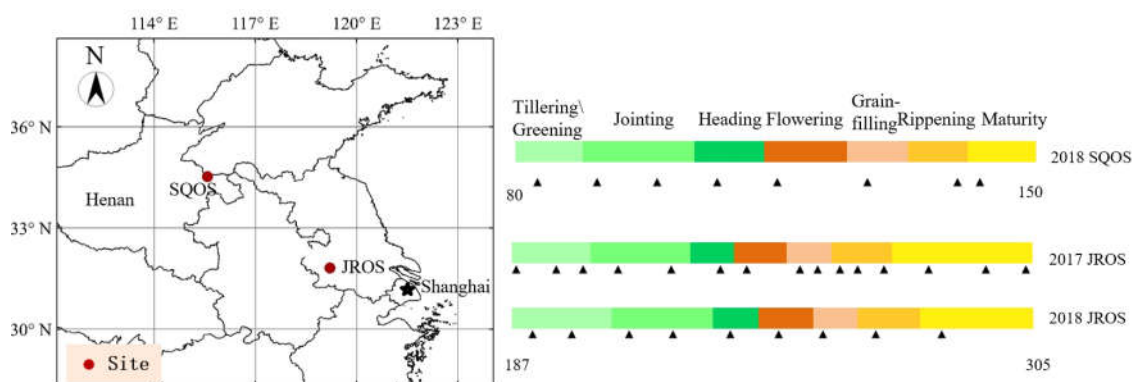 114° E 117° E 120° E 123° E
N
36° N
33° N
30° N
Henan
SQOS
JROS
Shanghai
Site
Tillering\
Greening
Jointing
Heading
Flowering
Grain-
filling
Rippening
Maturity
2018 SQOS
80
150
2017 JROS
2018 JROS
187
305